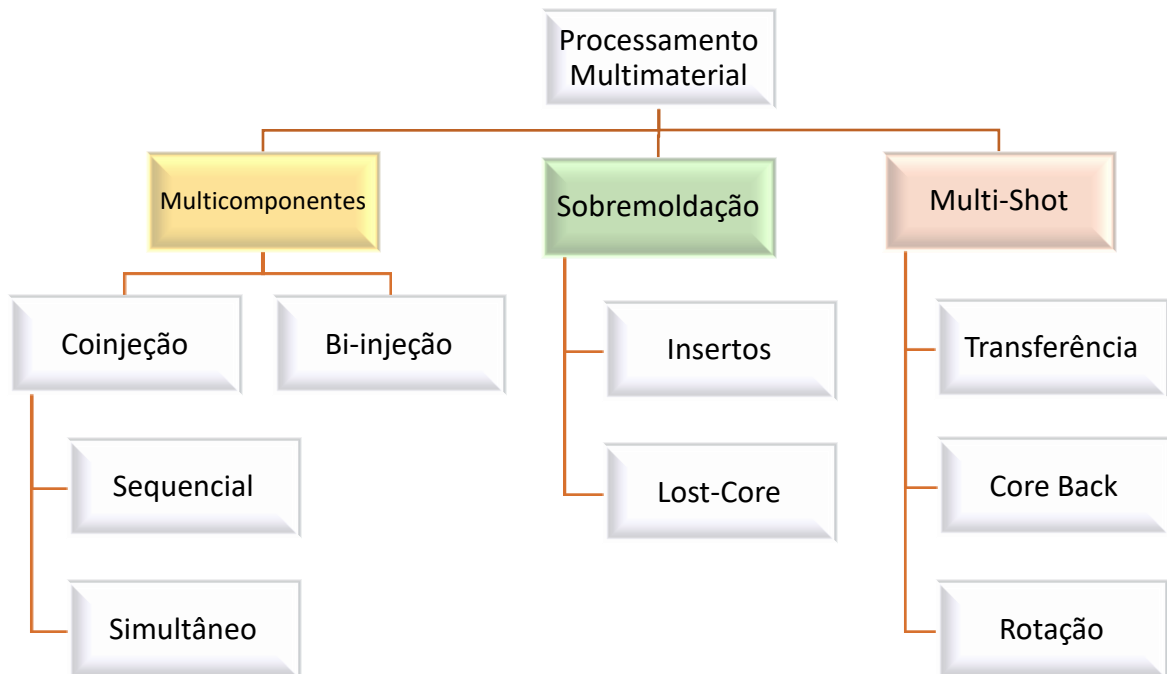 Processamento
Multimaterial
Multicomponentes
Sobremoldação
Multi-Shot
Coinjeção
Bi-injeção
Insertos
Transferência
Sequencial
Lost-Core
Core Back
Simultâneo
Rotação